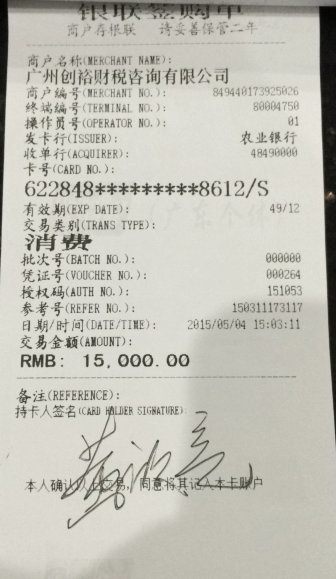 银联签购单
商户存根联 请妥善保管二年
商户名称(MERCHANT NAME):
广州创裕财税咨询有限公司
商户编号(MERCHANT NO.): 849440173925026
终端编号(TERMINAL NO.): 80004750
操作员号(OPERATOR NO.): 01
发卡行(ISSUER): 农业银行
收单行(ACQUIRER): 48490000
卡号(CARD NO.):
622848*********8612/S
有效期(EXP DATE): 49/12
交易类别(TRANS TYPE):
消费
批次号(BATCH NO.): 000000
凭证号(VOUCHER NO.): 000264
授权码(AUTH NO.): 151053
参考号(REFER NO.): 150311173117
日期/时间(DATE/TIME): 2015/05/04 15:03:11
交易金额(AMOUNT):
RMB: 15,000.00
备注(REFERENCE):
持卡人签名(CARD HOLDER SIGNATURE):
本人确认以上交易，同意将其记入本卡账户